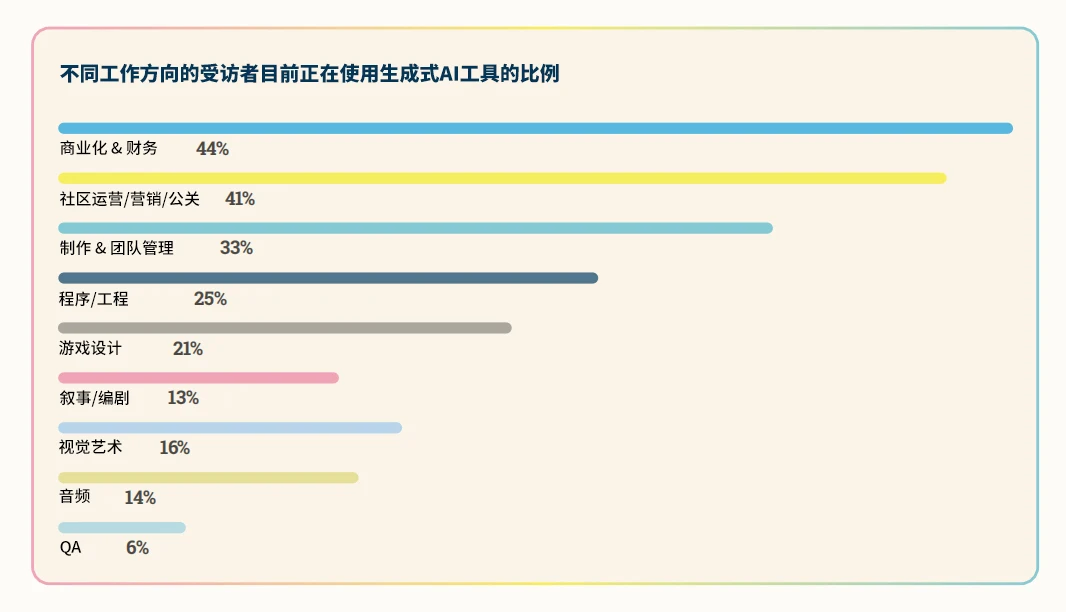 不同工作方向的受访者目前正在使用生成式AI工具的比例
商业化 & 财务 44%
社区运营/营销/公关 41%
制作 & 团队管理 33%
程序/工程 25%
游戏设计 21%
叙事/编剧 13%
视觉艺术 16%
音频 14%
QA 6%